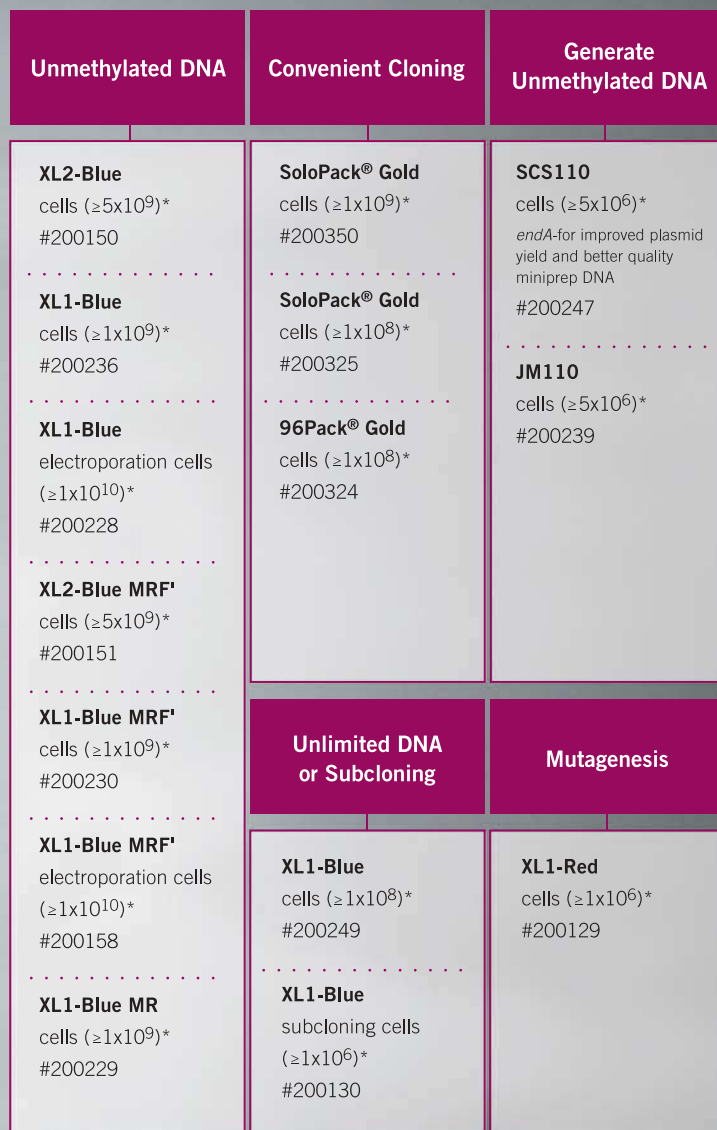 Unmethylated DNA
XL2-Blue
cells (≥5x10⁹)*
#200150
XL1-Blue
cells (≥1x10⁹)*
#200236
XL1-Blue
electroporation cells
(≥1x10¹⁰)*
#200228
XL2-Blue MRF'
cells (≥5x10⁹)*
#200151
XL1-Blue MRF'
cells (≥1x10⁹)*
#200230
XL1-Blue MRF'
electroporation cells
(≥1x10¹⁰)*
#200158
XL1-Blue MR
cells (≥1x10⁹)*
#200229
Convenient Cloning
SoloPack® Gold
cells (≥1x10⁹)*
#200350
SoloPack® Gold
cells (≥1x10⁸)*
#200325
96Pack® Gold
cells (≥1x10⁸)*
#200324
Generate
Unmethylated DNA
SCS110
cells (≥5x10⁶)*
endA-for improved plasmid
yield and better quality
miniprep DNA
#200247
JM110
cells (≥5x10⁶)*
#200239
Unlimited DNA
or Subcloning
XL1-Blue
cells (≥1x10⁸)*
#200249
XL1-Blue
subcloning cells
(≥1x10⁶)*
#200130
Mutagenesis
XL1-Red
cells (≥1x10⁶)*
#200129